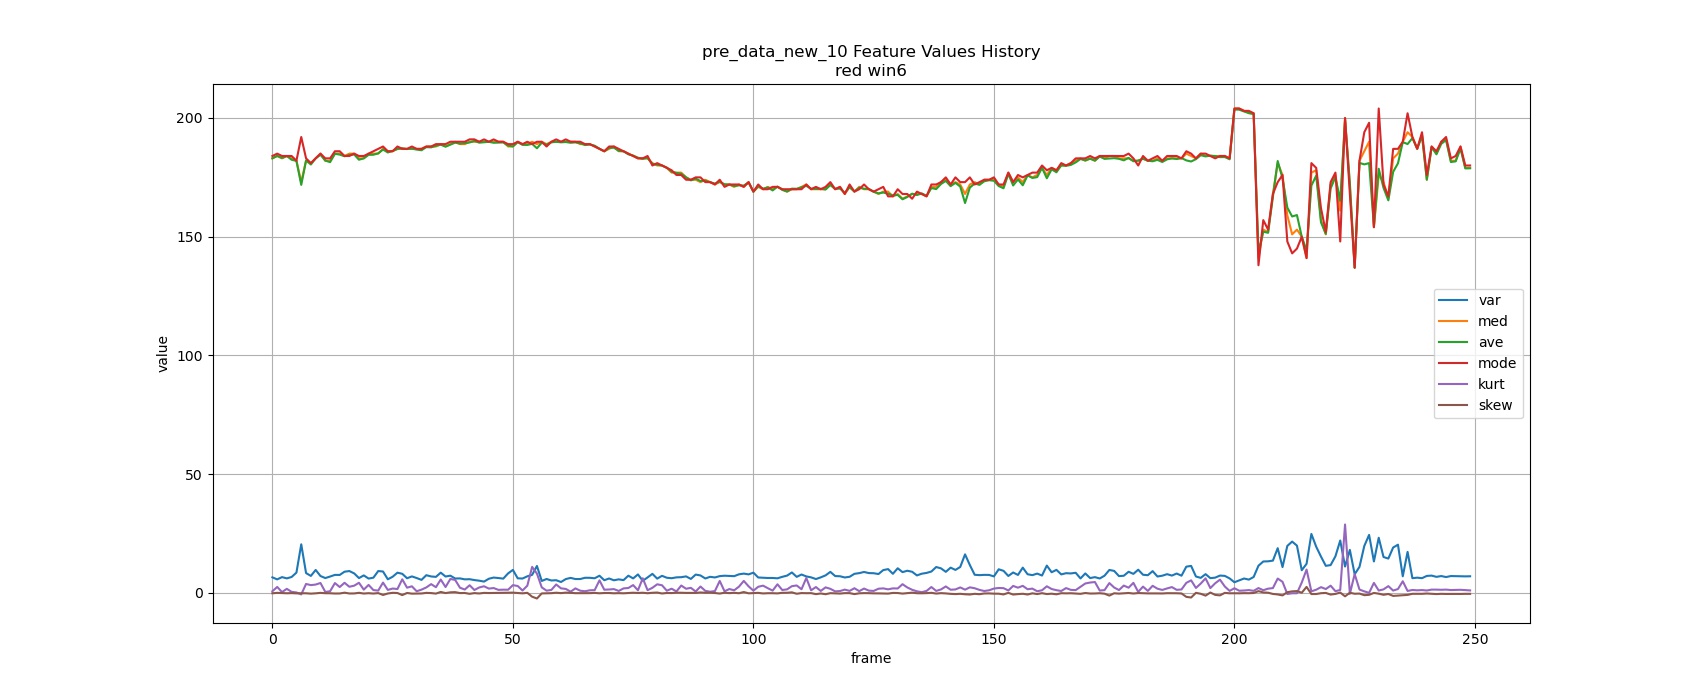 pre_data_new_10 Feature Values History
red win6
200
150
100
50
0
value
var
med
ave
mode
kurt
skew
0
50
100
150
200
250
frame